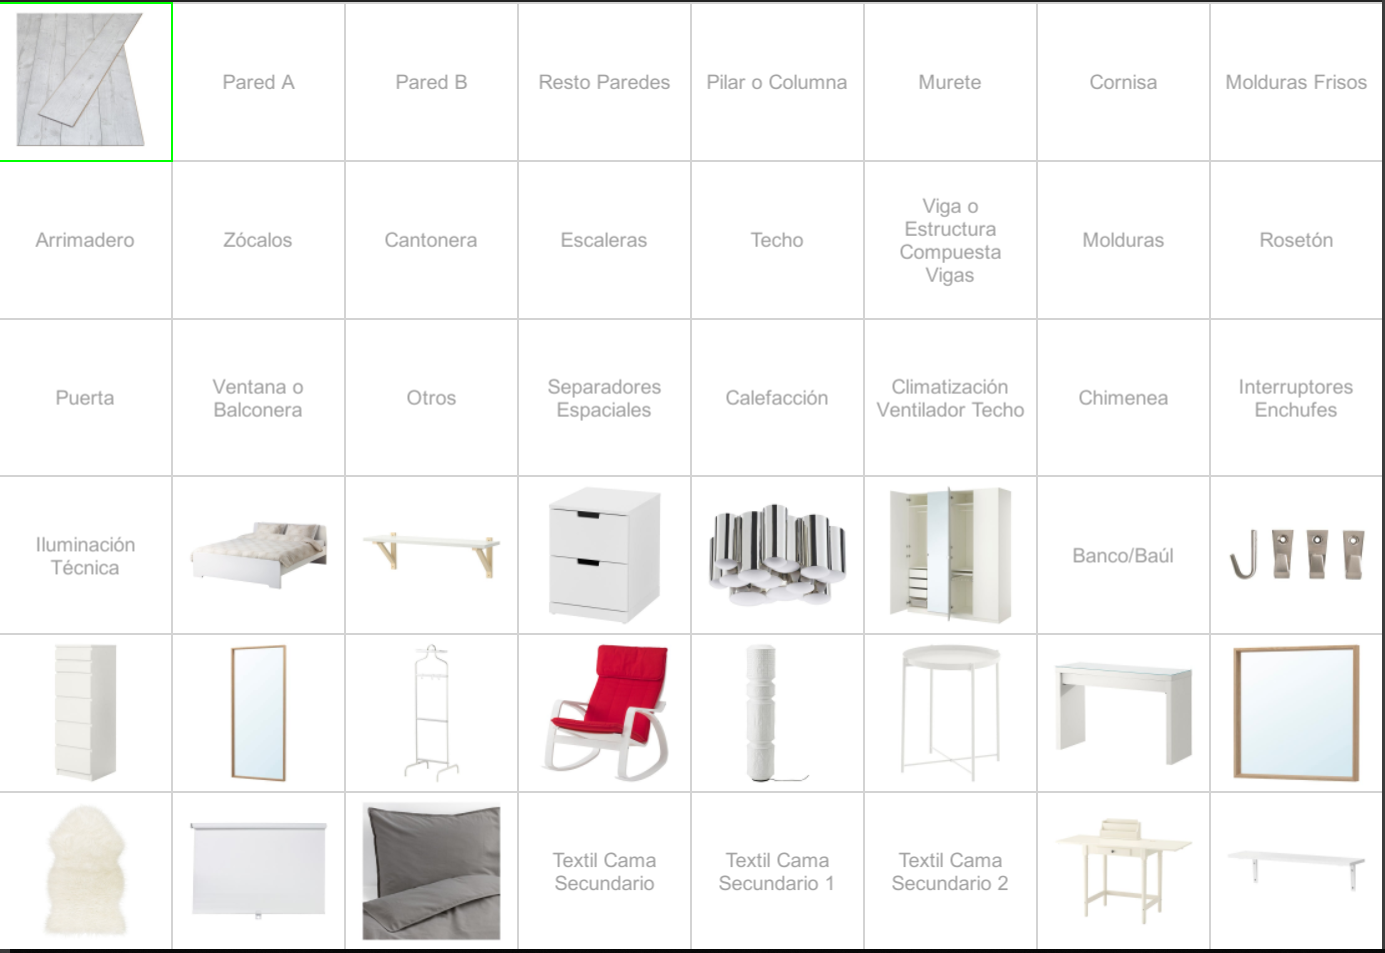 Pared A
Pared B
Resto Paredes
Pilar o Columna
Murete
Cornisa
Molduras Frisos
Arrimadero
Zócalos
Cantonera
Escaleras
Techo
Viga o
Estructura
Compuesta
Vigas
Molduras
Rosetón
Puerta
Ventana o
Balconera
Otros
Separadores
Espaciales
Calefacción
Climatización
Ventilador Techo
Chimenea
Interruptores
Enchufes
Iluminación
Técnica
Banco/Baúl
Textil Cama
Secundario
Textil Cama
Secundario 1
Textil Cama
Secundario 2